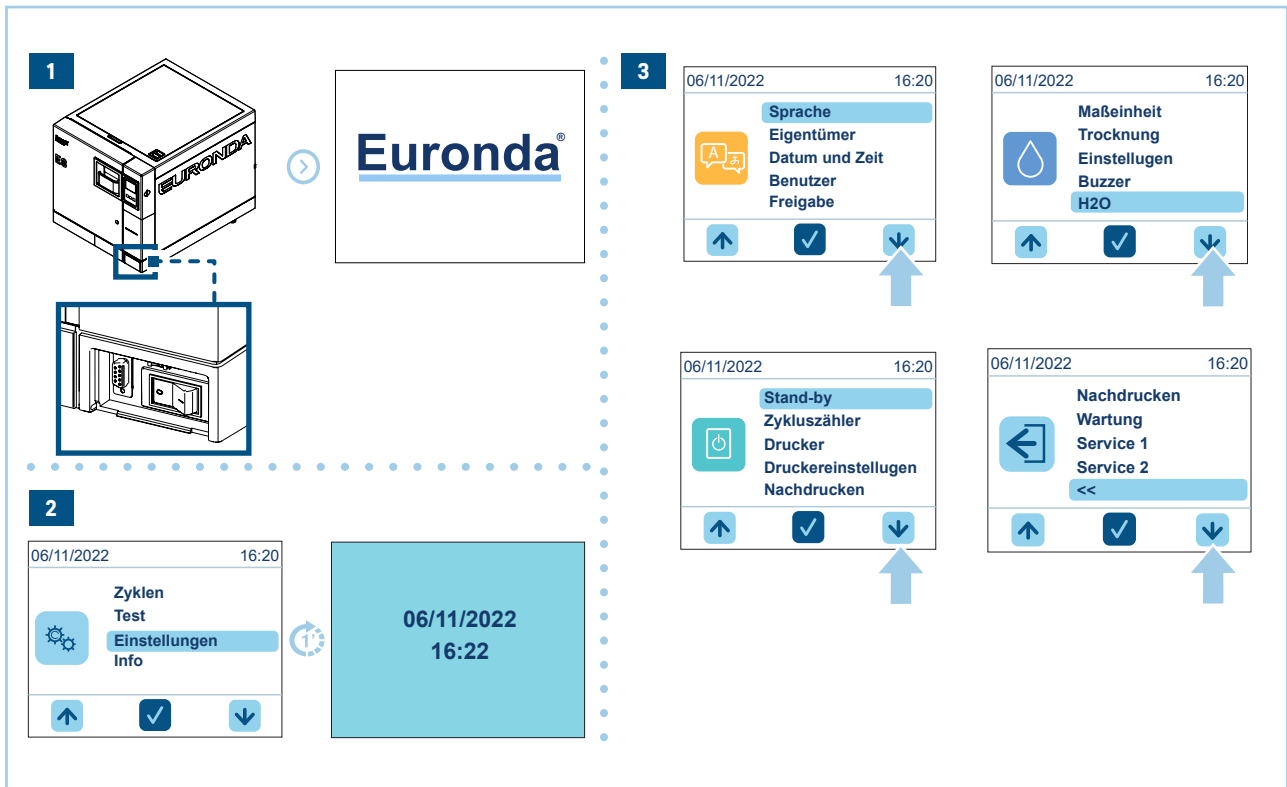 1
E8
EURONDA
Euronda®
2
06/11/2022 16:20
Zyklen
Test
Einstellungen
Info
1'
06/11/2022
16:22
3
06/11/2022 16:20
Sprache
Eigentümer
Datum und Zeit
Benutzer
Freigabe
06/11/2022 16:20
Maßeinheit
Trocknung
Einstellugen
Buzzer
H2O
06/11/2022 16:20
Stand-by
Zykluszähler
Drucker
Druckereinstellugen
Nachdrucken
06/11/2022 16:20
Nachdrucken
Wartung
Service 1
Service 2
<<